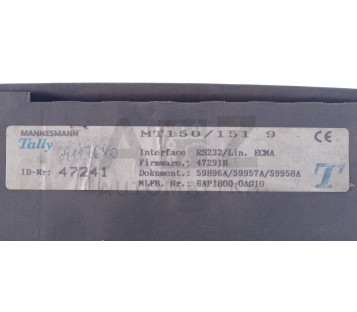 MANNESMANN
Tally
MT150/151 9
CE
ID-Nr: 47241
Interface RS232/Lin. ECMA
Firmware.: 47291H
Dokument.: 59896A/59957A/59958A
MLFB. Nr.: 6AP1800-0AG10
T